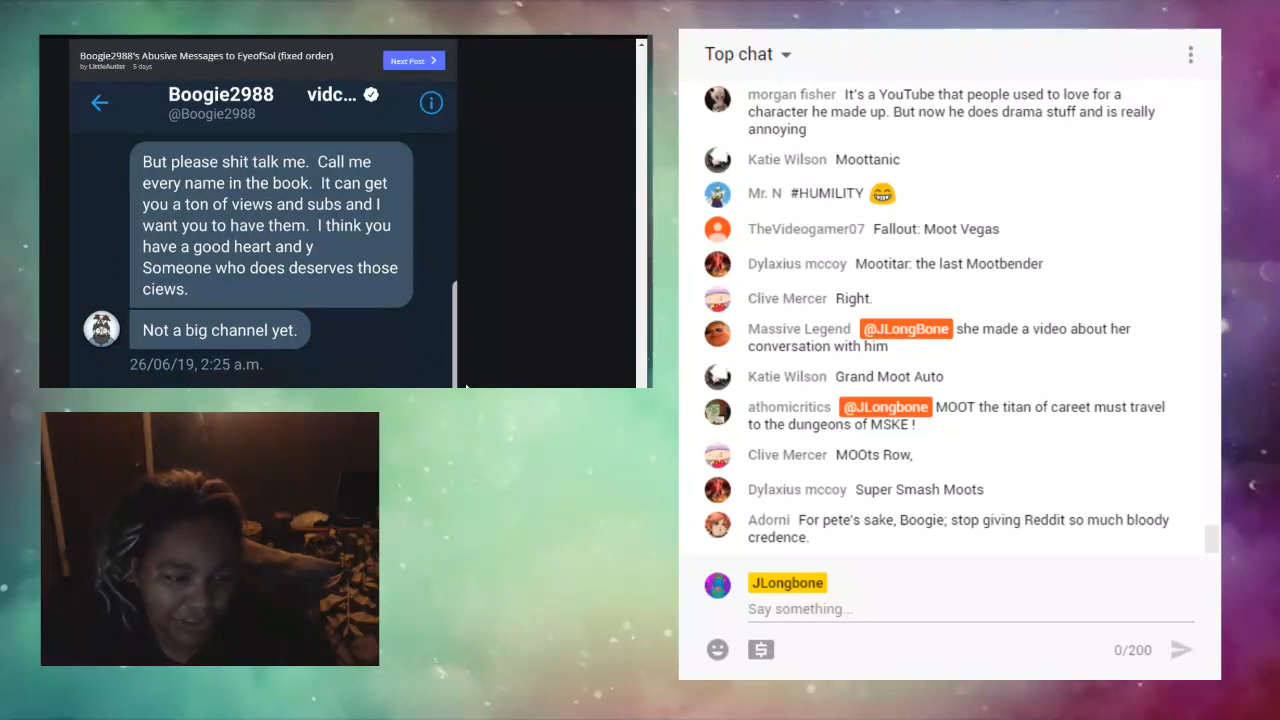 Boogie2988's Abusive Messages to EyeofSol (fixed order)
by LittleAutist 5 days
Next Post
Boogie2988 vidc...
@Boogie2988
But please shit talk me. Call me
every name in the book. It can get
you a ton of views and subs and I
want you to have them. I think you
have a good heart and y
Someone who does deserves those
ciews.
Not a big channel yet.
26/06/19, 2:25 a.m.
Top chat
morgan fisher It's a YouTube that people used to love for a
character he made up. But now he does drama stuff and is really
annoying
Katie Wilson Moottanic
Mr. N #HUMILITY 😁
TheVideogamer07 Fallout: Moot Vegas
Dylaxius mccoy Mootitar: the last Mootbender
Clive Mercer Right.
Massive Legend @JLongBone she made a video about her
conversation with him
Katie Wilson Grand Moot Auto
athomicritics @JLongbone MOOT the titan of careet must travel
to the dungeons of MSKE !
Clive Mercer MOOts Row,
Dylaxius mccoy Super Smash Moots
Adorni For pete's sake, Boogie; stop giving Reddit so much bloody
credence.
JLongbone
Say something...
0/200